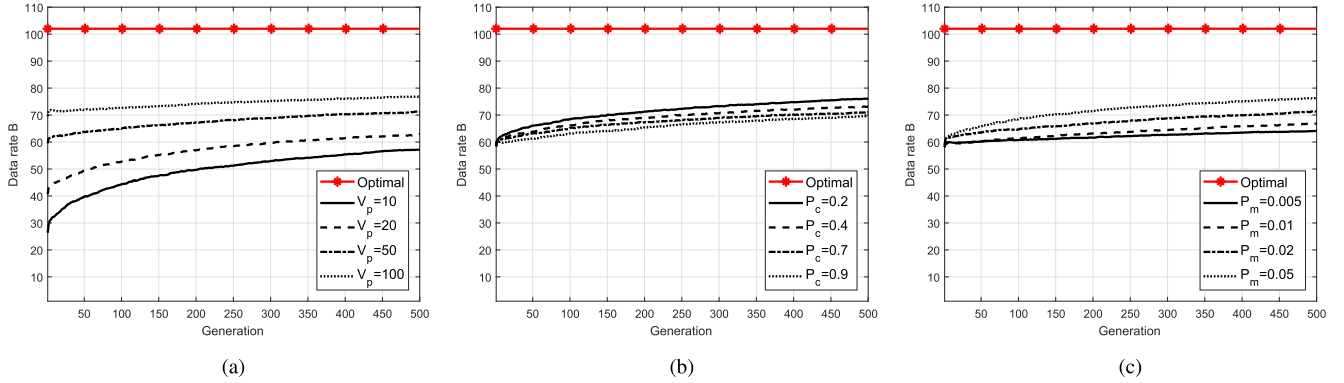 110
100
90
80
70
60
50
40
30
20
10
Data rate B
50 100 150 200 250 300 350 400 450 500
Generation
Optimal
V_p=10
V_p=20
V_p=50
V_p=100
(a)
110
100
90
80
70
60
50
40
30
20
10
Data rate B
50 100 150 200 250 300 350 400 450 500
Generation
Optimal
P_c=0.2
P_c=0.4
P_c=0.7
P_c=0.9
(b)
110
100
90
80
70
60
50
40
30
20
10
Data rate B
50 100 150 200 250 300 350 400 450 500
Generation
Optimal
P_m=0.005
P_m=0.01
P_m=0.02
P_m=0.05
(c)